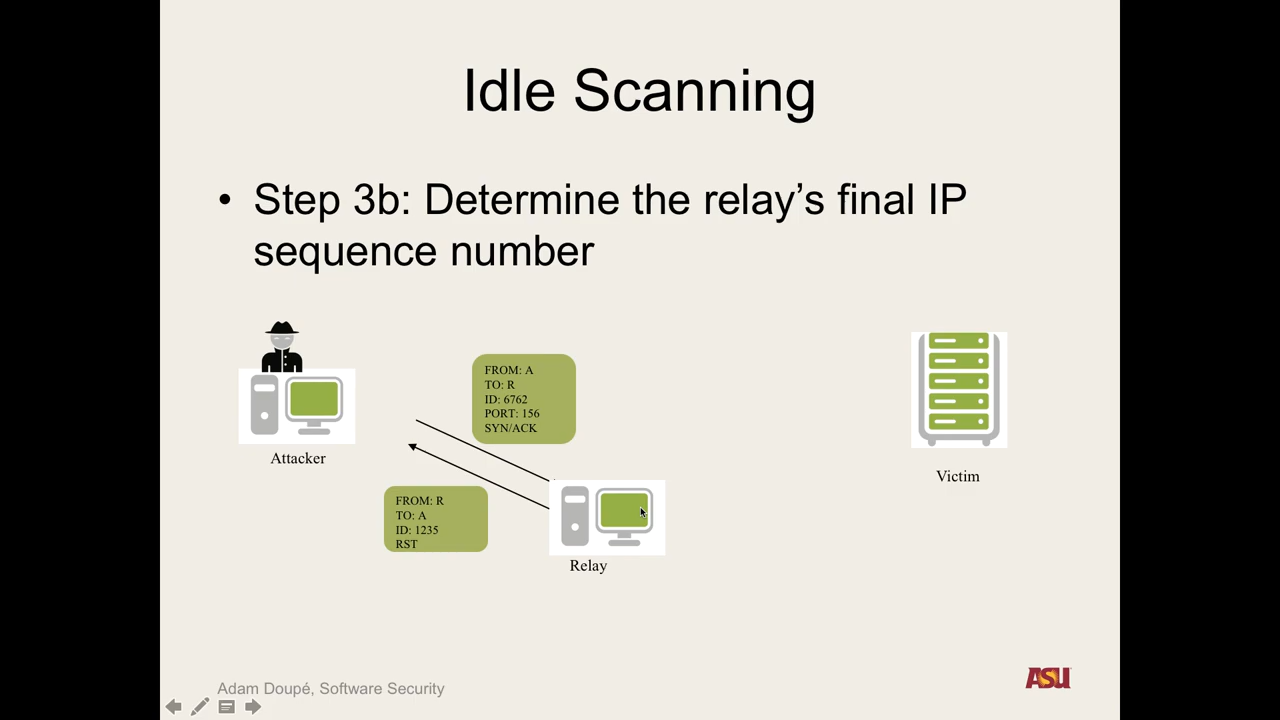 Idle Scanning
• Step 3b: Determine the relay’s final IP
sequence number
FROM: A
TO: R
ID: 6762
PORT: 156
SYN/ACK
Attacker
Victim
FROM: R
TO: A
ID: 1235
RST
Relay
Adam Doupé, Software Security
ASU